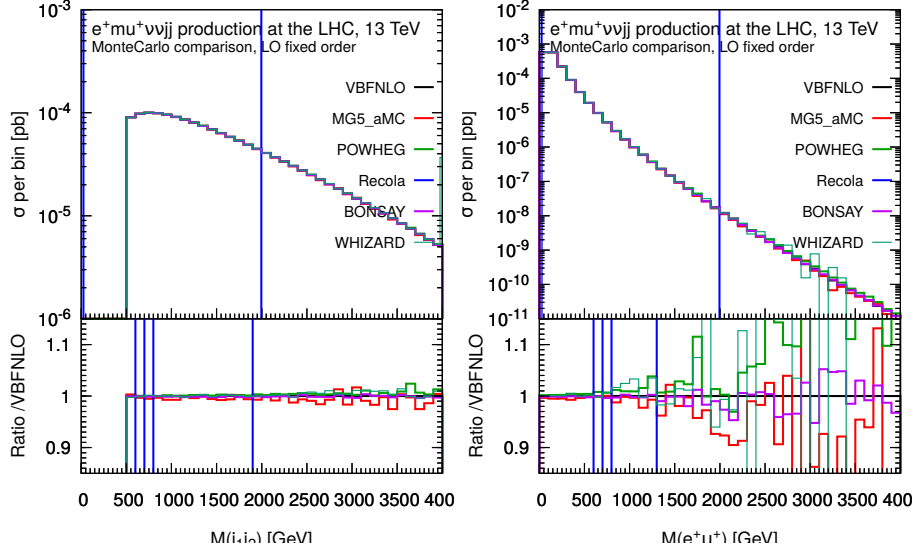 e⁺mu⁺ννjj production at the LHC, 13 TeV
MonteCarlo comparison, LO fixed order
VBFNLO
MG5_aMC
POWHEG
Recola
BONSAY
WHIZARD
σ per bin [pb]
10⁻³
10⁻⁴
10⁻⁵
10⁻⁶
Ratio /VBFNLO
1.1
1
0.9
0 500 1000 1500 2000 2500 3000 3500 400
M(j₁j₂) [GeV]
e⁺mu⁺ννjj production at the LHC, 13 TeV
MonteCarlo comparison, LO fixed order
VBFNLO
MG5_aMC
POWHEG
Recola
BONSAY
WHIZARD
σ per bin [pb]
10⁻²
10⁻³
10⁻⁴
10⁻⁵
10⁻⁶
10⁻⁷
10⁻⁸
10⁻⁹
10⁻¹⁰
10⁻¹¹
Ratio /VBFNLO
1.1
1
0.9
0 500 1000 1500 2000 2500 3000 3500 400
M(e⁺μ⁺) [GeV]